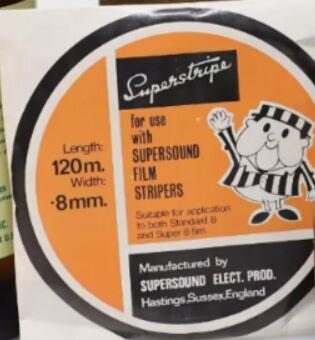 Superstripe
for use
with
SUPERSOUND
FILM
STRIPERS
Length:
120m.
Width:
·8mm.
Suitable for application
to both Standard 8
and Super 8 film.
Manufactured by
SUPERSOUND ELECT. PROD.
Hastings,Sussex,England